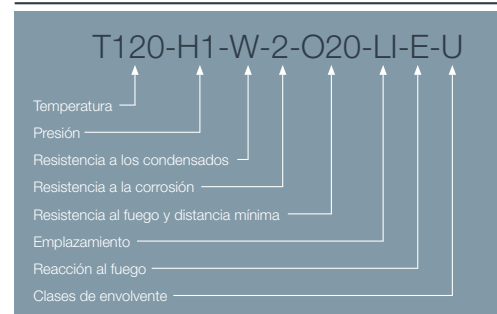 T120-H1-W-2-O20-LI-E-U
Temperatura
Presión
Resistencia a los condensados
Resistencia a la corrosión
Resistencia al fuego y distancia mínima
Emplazamiento
Reacción al fuego
Clases de envolvente